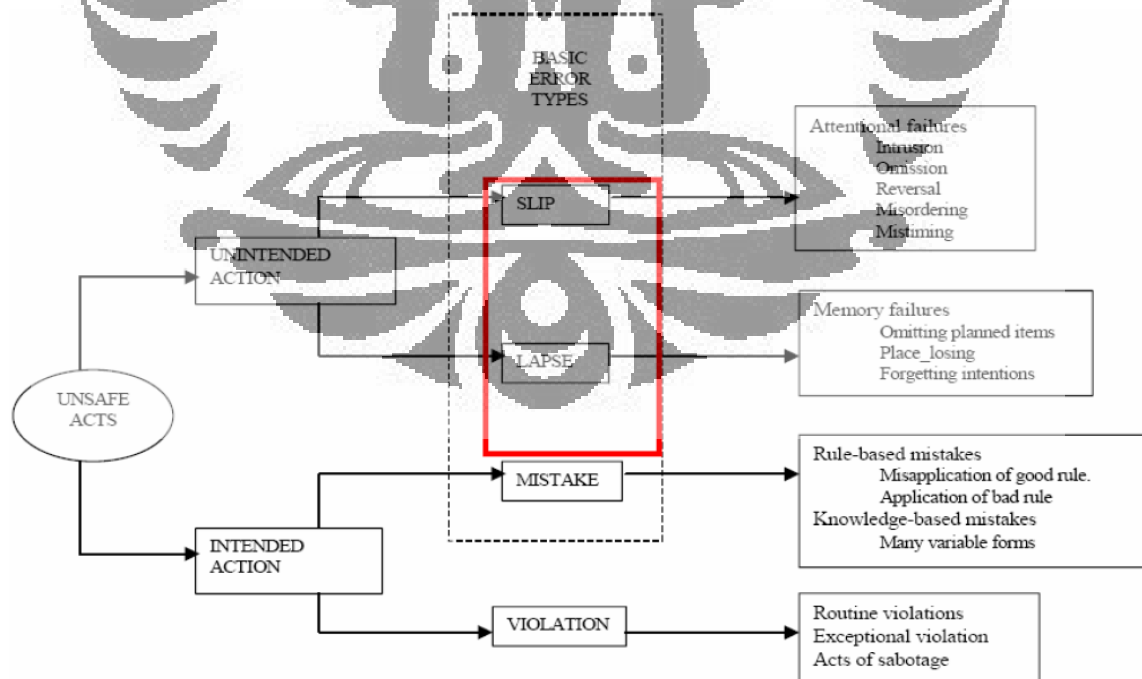 BASIC
ERROR
TYPES
UNSAFE
ACTS
UNINTENDED
ACTION
SLIP
Attentional failures
Intrusion
Omission
Reversal
Misordering
Mistiming
LAPSE
Memory failures
Omitting planned items
Place_losing
Forgetting intentions
INTENDED
ACTION
MISTAKE
Rule-based mistakes
Misapplication of good rule.
Application of bad rule
Knowledge-based mistakes
Many variable forms
VIOLATION
Routine violations
Exceptional violation
Acts of sabotage